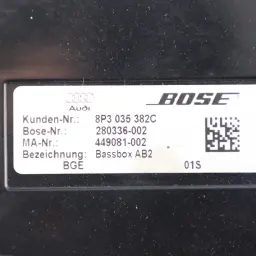 Audi BOSE
Kunden-Nr.: 8P3 035 382C
Bose-Nr.: 280336-002
MA-Nr.: 449081-002
Bezeichnung: Bassbox AB2
BGE 01S